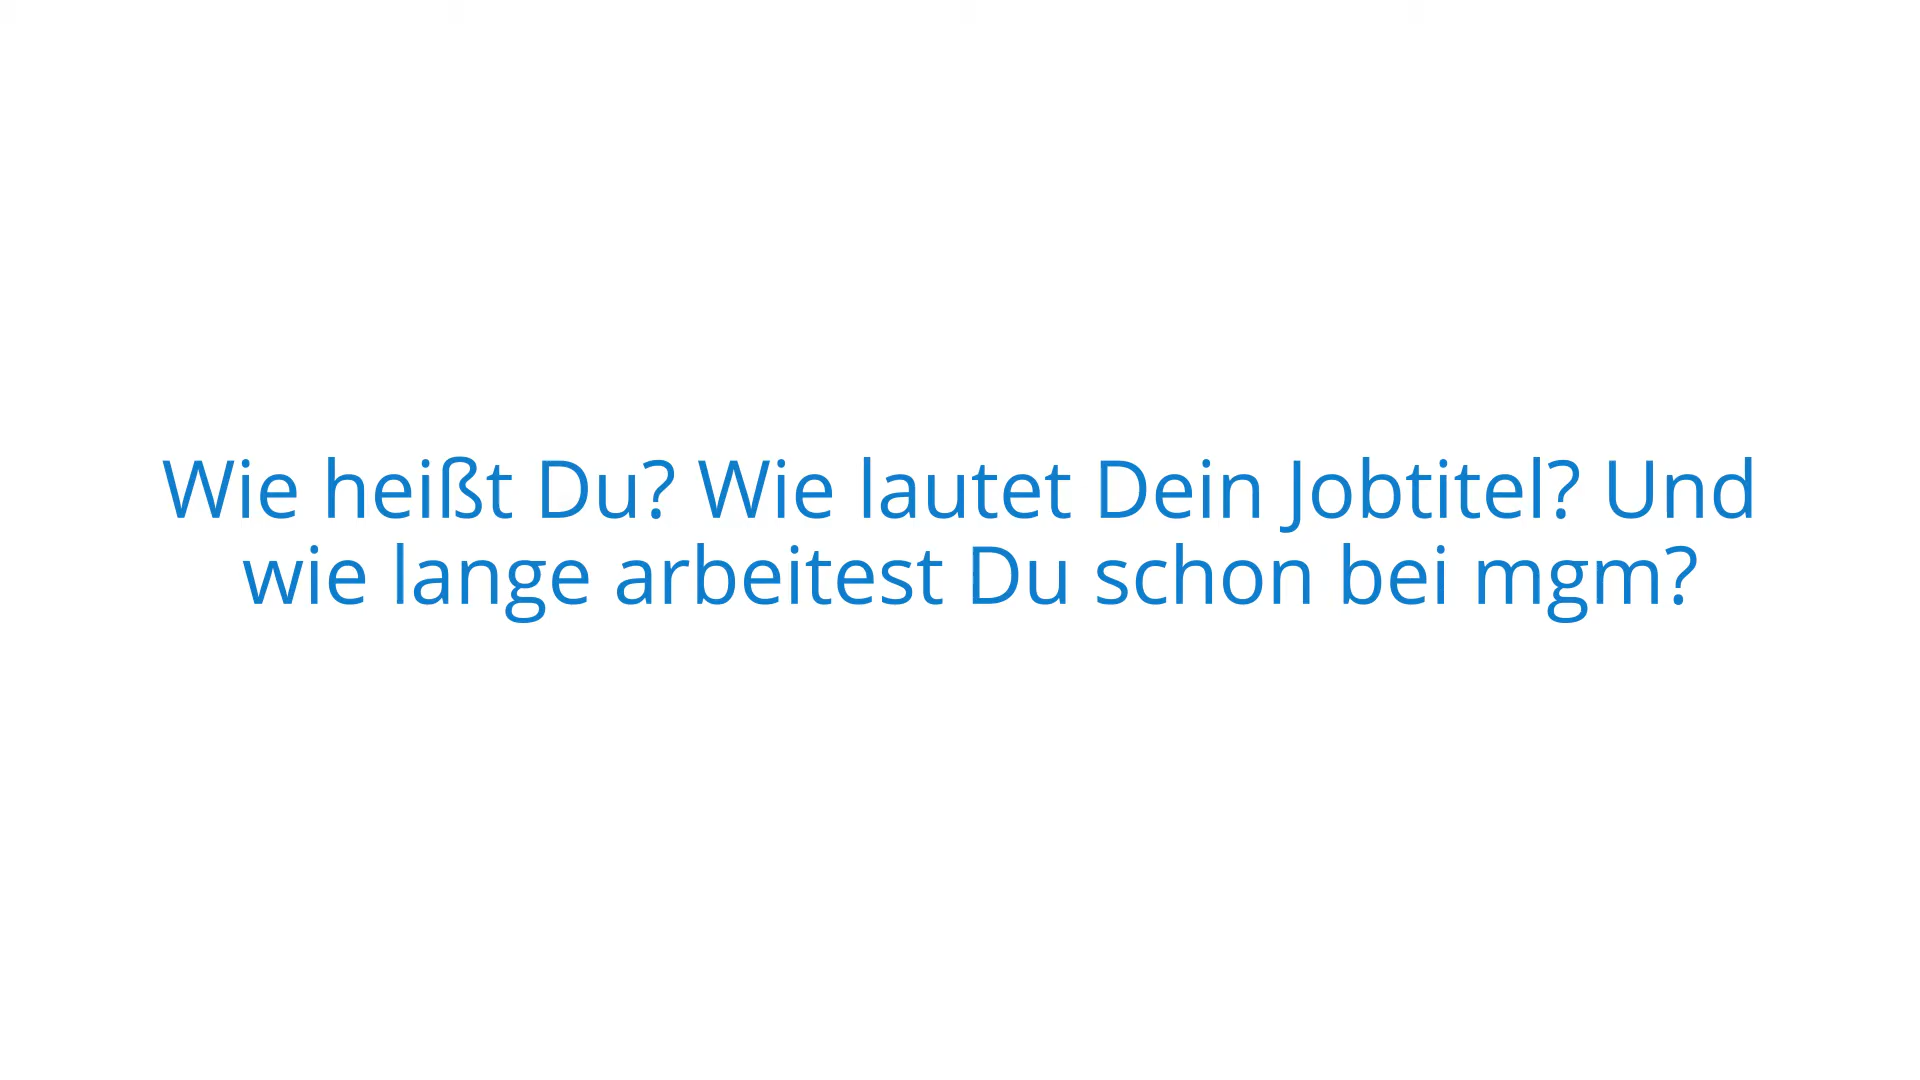 Wie heißt Du? Wie lautet Dein Jobtitel? Und
wie lange arbeitest Du schon bei mgm?